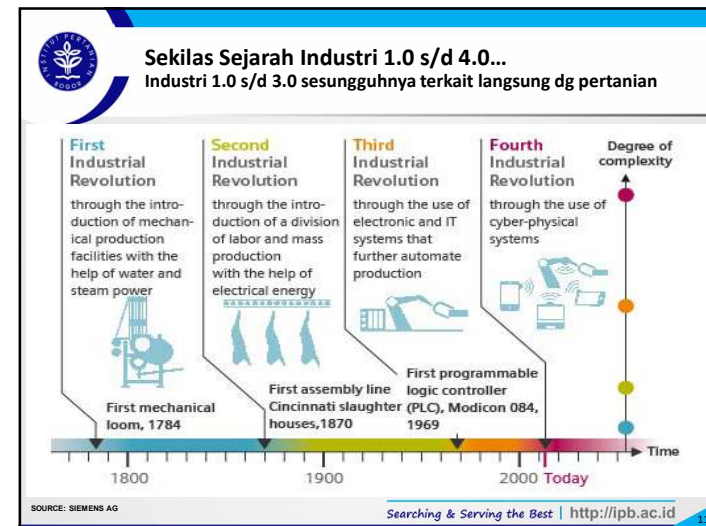 INSTITUT PERTANIAN
BOGOR
Sekilas Sejarah Industri 1.0 s/d 4.0...
Industri 1.0 s/d 3.0 sesungguhnya terkait langsung dg pertanian
First
Industrial
Revolution
through the intro-
duction of mechan-
ical production
facilities with the
help of water and
steam power
Second
Industrial
Revolution
through the intro-
duction of a division
of labor and mass
production
with the help of
electrical energy
Third
Industrial
Revolution
through the use of
electronic and IT
systems that
further automate
production
Fourth
Industrial
Revolution
through the use of
cyber-physical
systems
Degree of
complexity
First mechanical
loom, 1784
First assembly line
Cincinnati slaughter
houses,1870
First programmable
logic controller
(PLC), Modicon 084,
1969
Time
1800
1900
2000 Today
SOURCE: SIEMENS AG
Searching & Serving the Best | http://ipb.ac.id